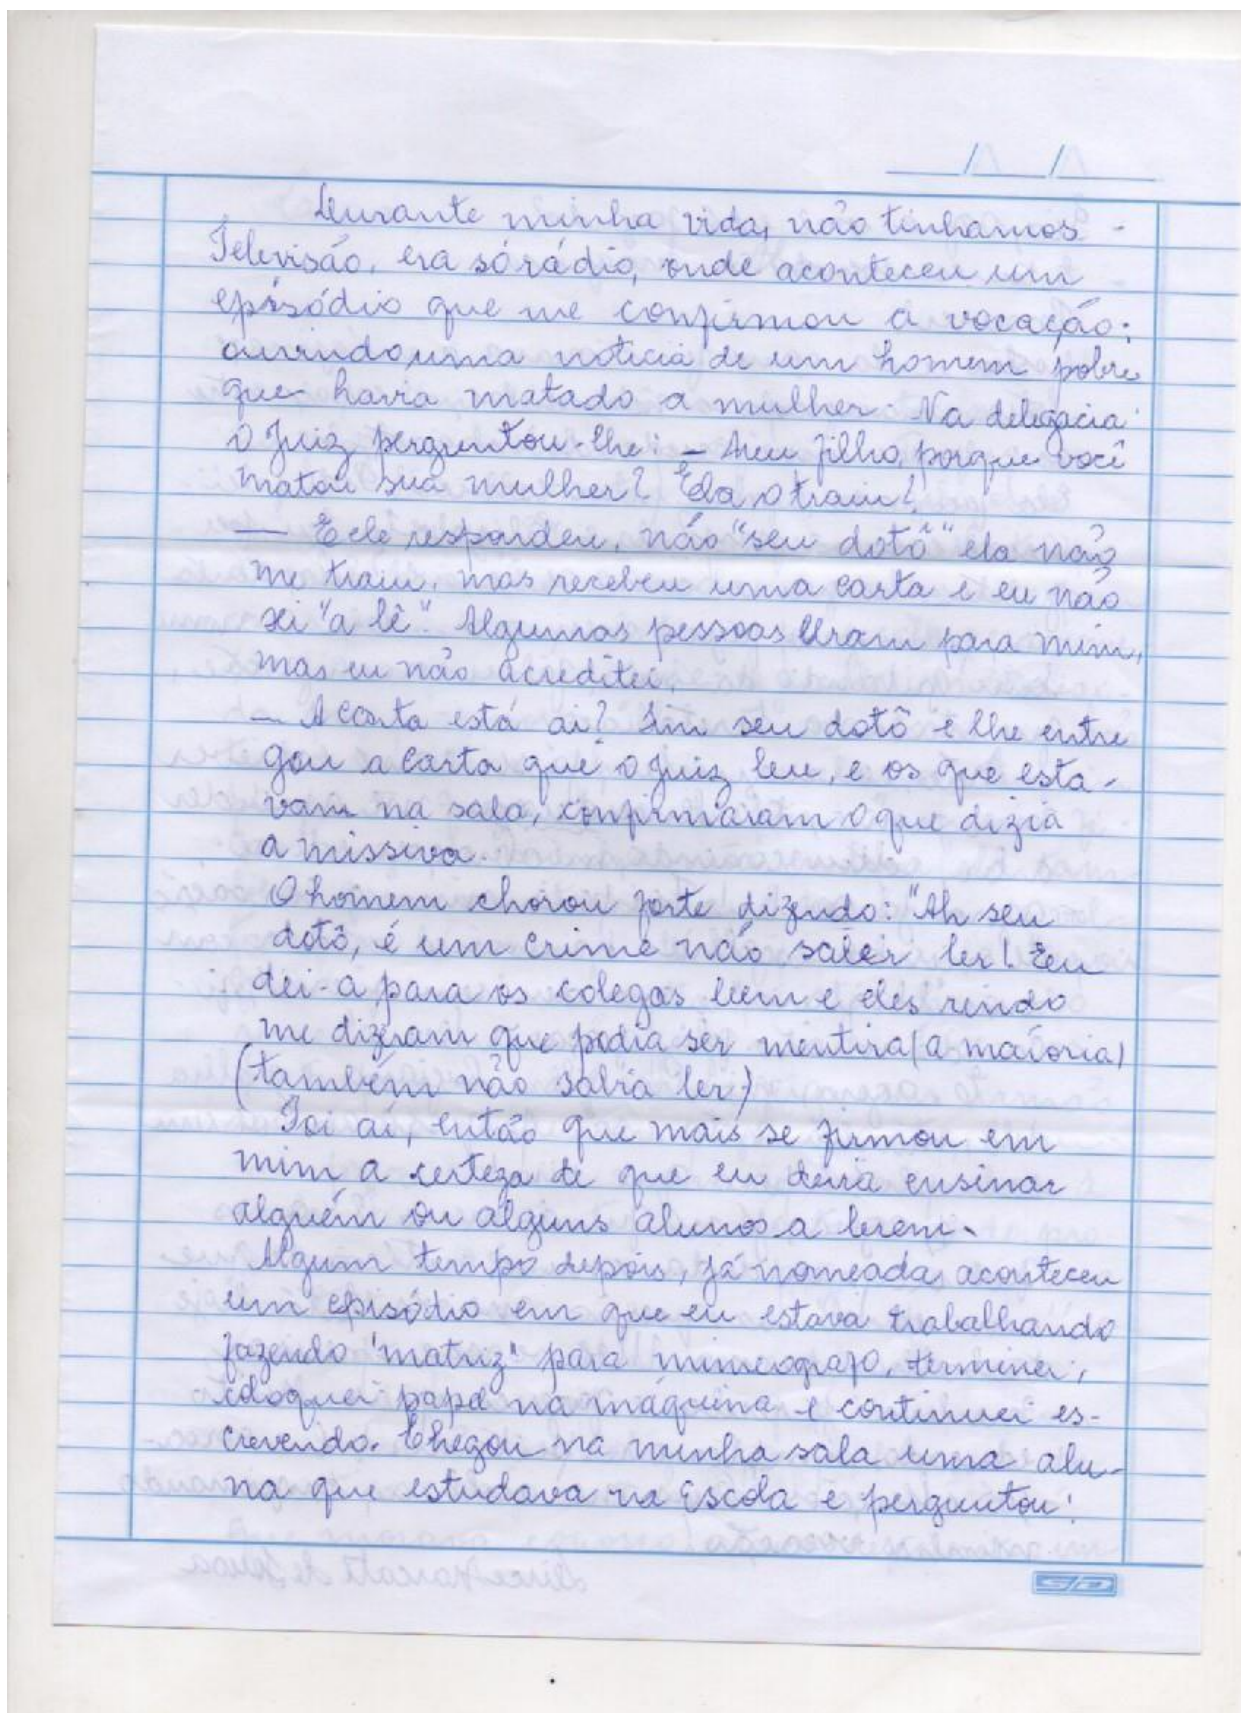 __/__/__
Durante minha vida, não tinhamos -
Televisão, era só rádio, onde aconteceu um
episódio que me confirmou a vocação:
ouvindo uma noticia de um homem pobre
que havia matado a mulher. Na delegacia
o Juiz perguntou-lhe: - Meu filho, porque você
matou sua mulher? Ela o traiu?
— E ele respondeu, não "seu dotô" ela não
me traiu, mas recebeu uma carta e eu não
sei "a lê". Algumas pessoas leram para mim,
mas eu não acreditei.
- A carta está ai? Sim seu dotô e lhe entre
gou a carta que o Juiz leu, e os que esta-
vam na sala, confirmaram o que dizia
a missiva.
O homem chorou forte dizendo: "Ah seu
dotô, é um crime não saber ler! Eu
dei-a para os colegas lerem e eles rindo
me dizeram que podia ser mentira (a maioria)
(também não sabia ler)
Foi aí, então que mais se firmou em
mim a certeza de que eu devia ensinar
alguém ou alguns alunos a lerem.
Algum tempo depois, já nomeada, aconteceu
um episódio em que eu estava trabalhando
fazendo "matriz" para mimeografo, terminei,
coloquei papel na máquina e continuei es-
crevendo. Chegou na minha sala uma alu-
na que estudava na Escola e perguntou: